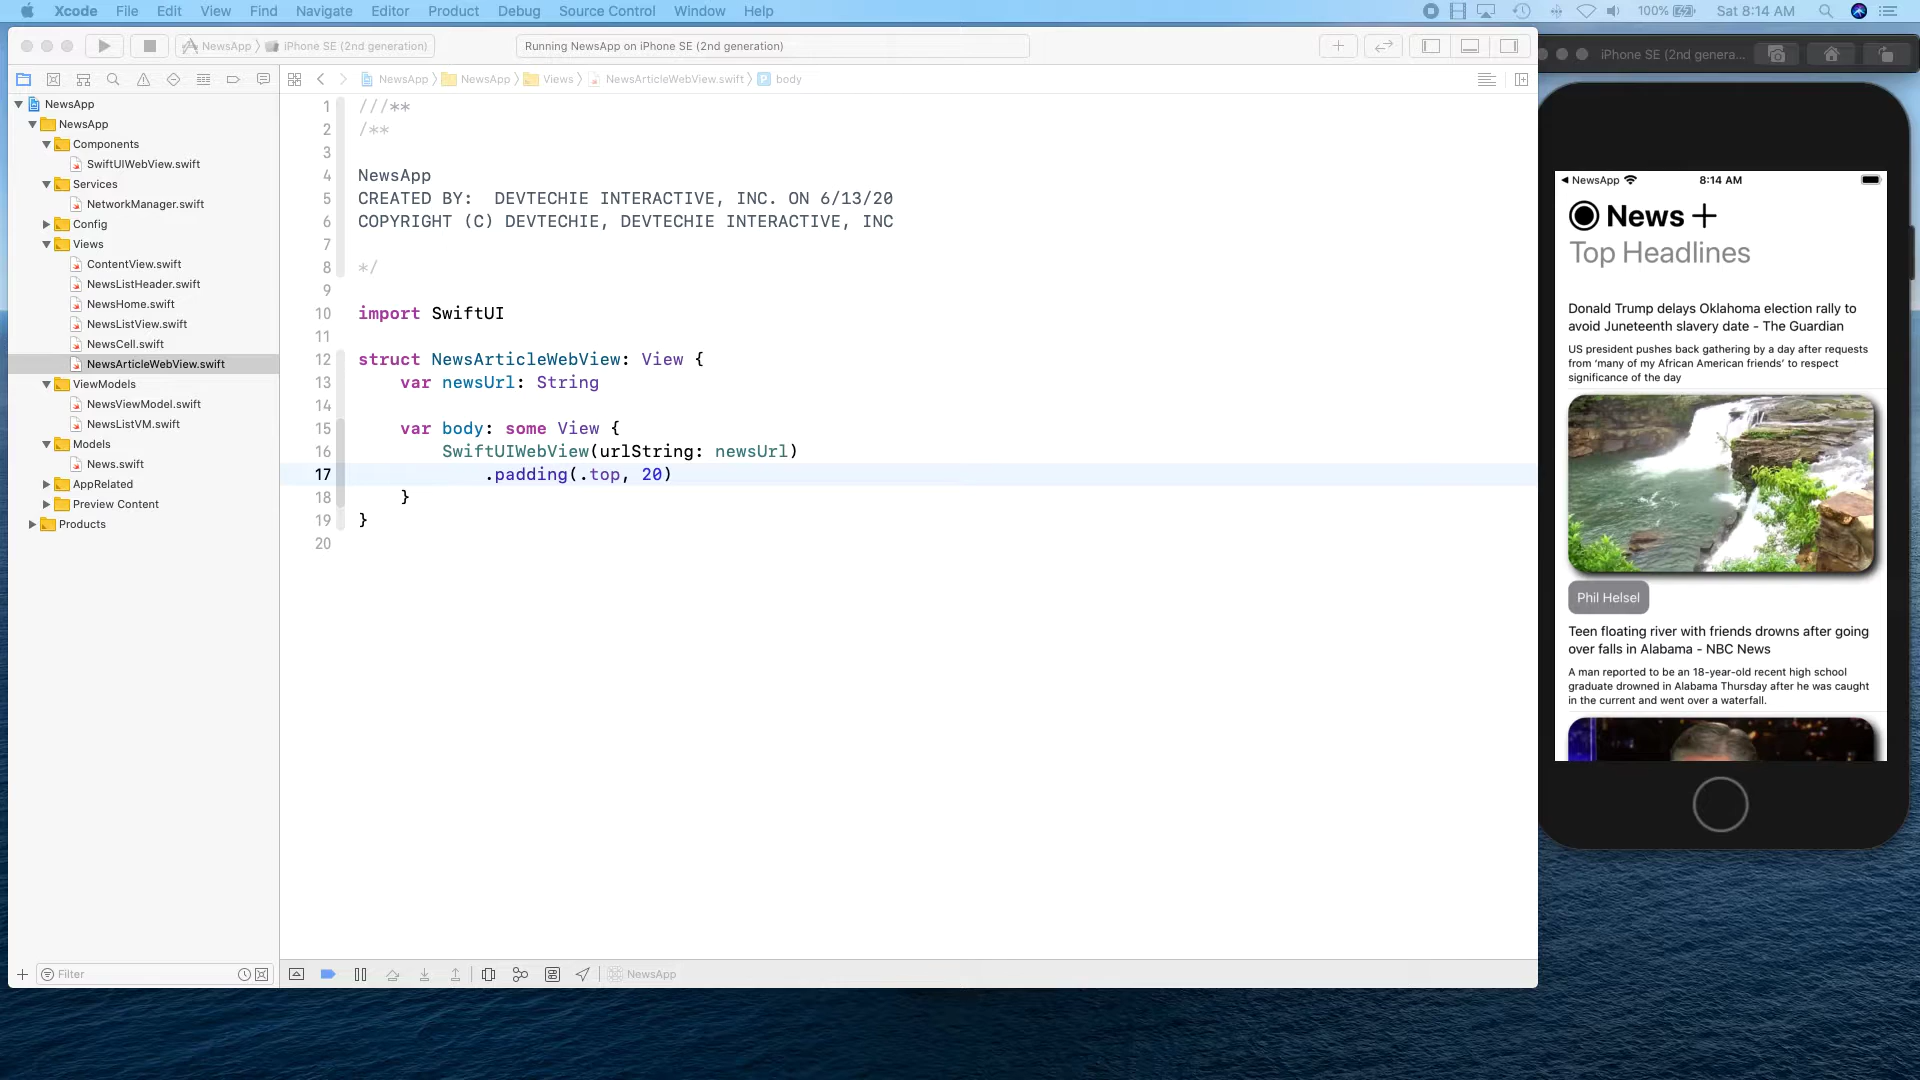 Xcode File Edit View Find Navigate Editor Product Debug Source Control Window Help
100% Sat 8:14 AM
NewsApp iPhone SE (2nd generation)
Running NewsApp on iPhone SE (2nd generation)
iPhone SE (2nd genera...
NewsApp NewsApp Views NewsArticleWebView.swift P body
NewsApp
NewsApp
Components
SwiftUIWebView.swift
Services
NetworkManager.swift
Config
Views
ContentView.swift
NewsListHeader.swift
NewsHome.swift
NewsListView.swift
NewsCell.swift
NewsArticleWebView.swift
ViewModels
NewsViewModel.swift
NewsListVM.swift
Models
News.swift
AppRelated
Preview Content
Products
Filter
1 ///**
2 /**
3
4 NewsApp
5 CREATED BY: DEVTECHIE INTERACTIVE, INC. ON 6/13/20
6 COPYRIGHT (C) DEVTECHIE, DEVTECHIE INTERACTIVE, INC
7
8 */
9
10 import SwiftUI
11
12 struct NewsArticleWebView: View {
13 var newsUrl: String
14
15 var body: some View {
16 SwiftUIWebView(urlString: newsUrl)
17 .padding(.top, 20)
18 }
19 }
20
NewsApp
NewsApp 8:14 AM
News +
Top Headlines
Donald Trump delays Oklahoma election rally to
avoid Juneteenth slavery date - The Guardian
US president pushes back gathering by a day after requests
from ‘many of my African American friends’ to respect
significance of the day
Phil Helsel
Teen floating river with friends drowns after going
over falls in Alabama - NBC News
A man reported to be an 18-year-old recent high school
graduate drowned in Alabama Thursday after he was caught
in the current and went over a waterfall.